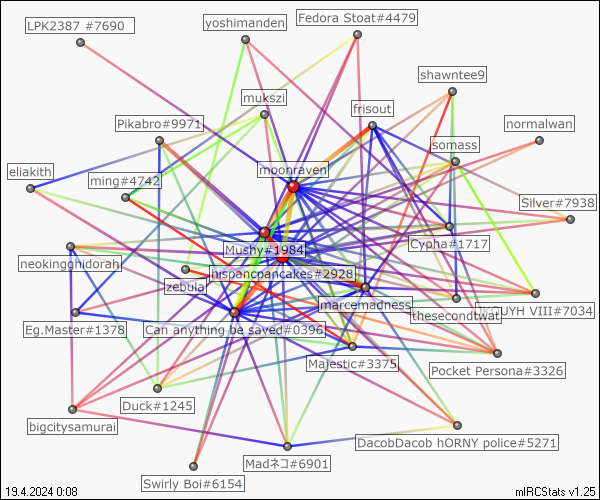 LPK2387 #7690
yoshimanden
Fedora Stoat#4479
shawntee9
mukszi
frisout
Pikabro#9971
normalwan
somass
eliakith
ming#4742
moonraven
Silver#7938
Mushy#1984
Cypha#1717
neokingghidorah
hispancpancakes#2928
zebula
marcemadness
thesecondtwat
VIII#7034
Eg.Master#1378
Can anything be saved#0396
Majestic#3375
Pocket Persona#3326
Duck#1245
bigcitysamurai
DacobDacob hORNY police#5271
Madネコ#6901
Swirly Boi#6154
19.4.2024 0:08
mIRCStats v1.25